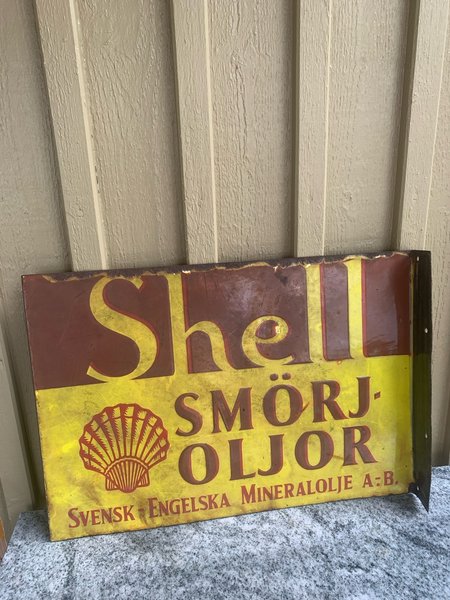 Shell
SMÖRJ-
OLJOR
SVENSK-ENGELSKA MINERALOLJE A.-B.